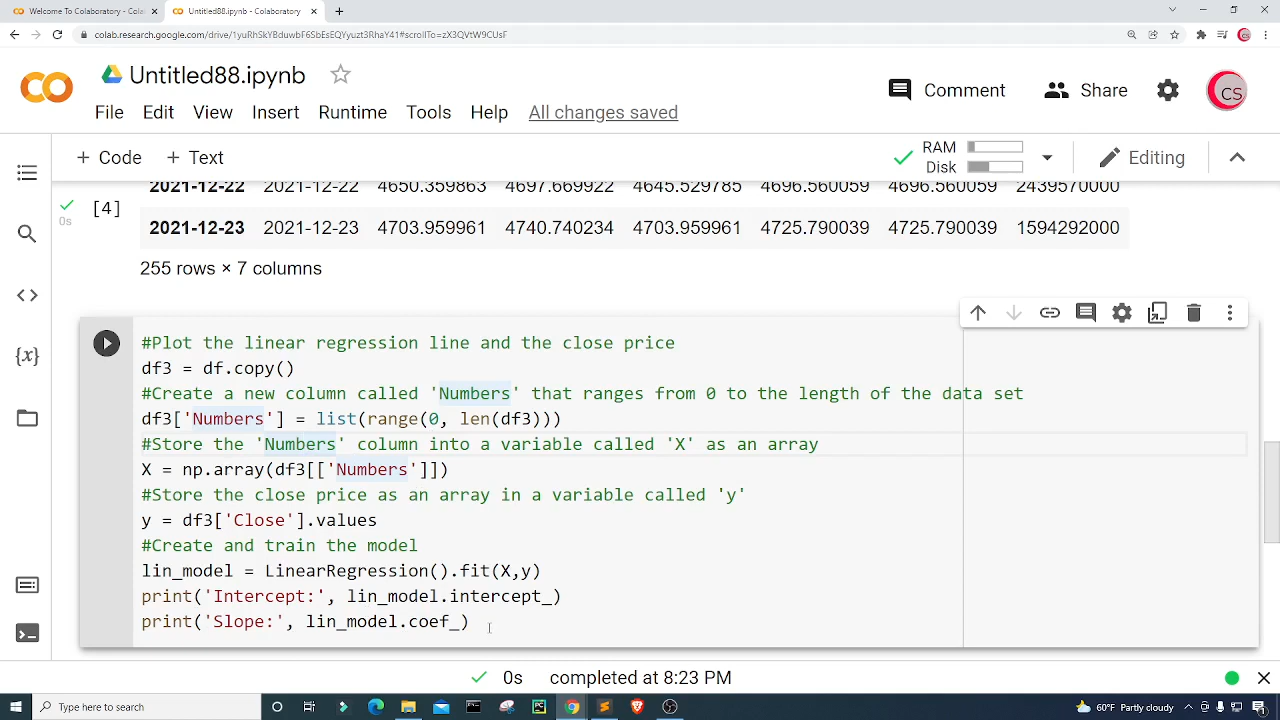 Welcome To Colaboratory - Colal
Untitled88.ipynb - Colaboratory
colab.research.google.com/drive/1yuRhSkYBduwbF6SbEsEQYyuzt3RhaY41#scrollTo=zX3QVtW9CUsF
Untitled88.ipynb
Comment
Share
CS
File Edit View Insert Runtime Tools Help All changes saved
+ Code + Text
RAM
Disk
Editing
2021-12-22 2021-12-22 4650.359863 4697.669922 4645.529785 4696.560059 4696.560059 2439570000
0s
[4]
2021-12-23 2021-12-23 4703.959961 4740.740234 4703.959961 4725.790039 4725.790039 1594292000
255 rows × 7 columns
{x}
#Plot the linear regression line and the close price
df3 = df.copy()
#Create a new column called 'Numbers' that ranges from 0 to the length of the data set
df3['Numbers'] = list(range(0, len(df3)))
#Store the 'Numbers' column into a variable called 'X' as an array
X = np.array(df3[['Numbers']])
#Store the close price as an array in a variable called 'y'
y = df3['Close'].values
#Create and train the model
lin_model = LinearRegression().fit(X,y)
print('Intercept:', lin_model.intercept_)
print('Slope:', lin_model.coef_)
0s completed at 8:23 PM
Type here to search
60°F Partly cloudy